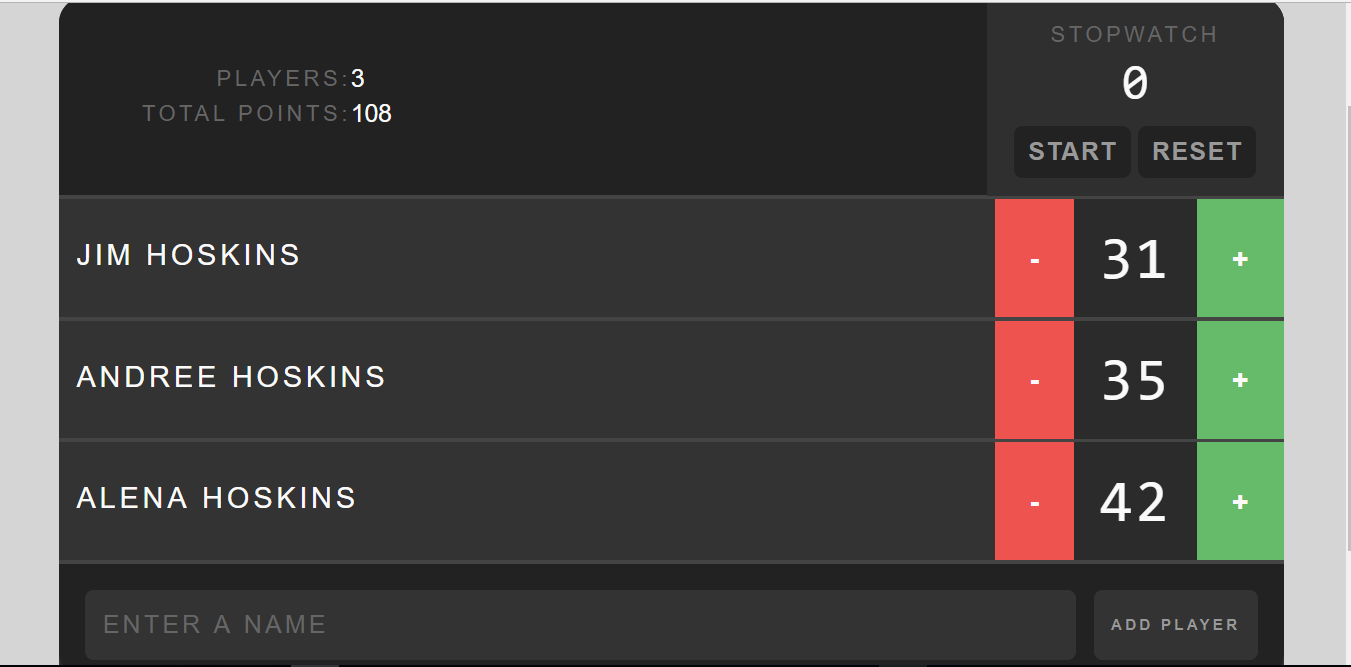 PLAYERS:3
TOTAL POINTS:108
STOPWATCH
0
START RESET
JIM HOSKINS - 31 +
ANDREE HOSKINS - 35 +
ALENA HOSKINS - 42 +
ENTER A NAME ADD PLAYER